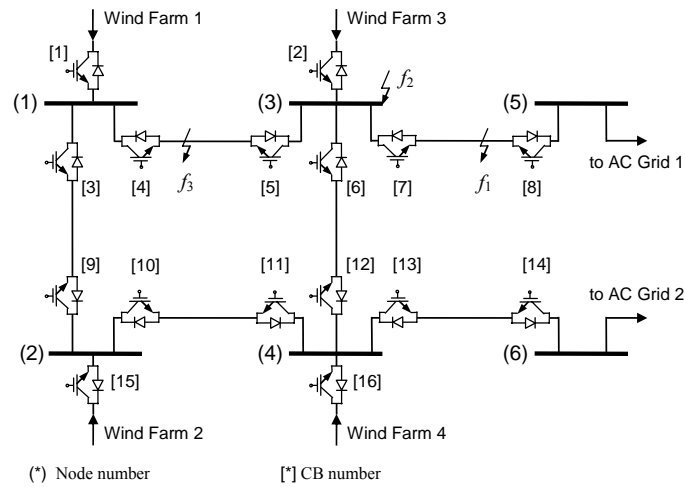 Wind Farm 1
Wind Farm 3
[1]
[2]
f2
(1)
(3)
(5)
to AC Grid 1
[3]
[4]
f3
[5]
[6]
[7]
f1
[8]
[9]
[10]
[11]
[12]
[13]
[14]
to AC Grid 2
(2)
(4)
(6)
[15]
[16]
Wind Farm 2
Wind Farm 4
(*) Node number
[*] CB number